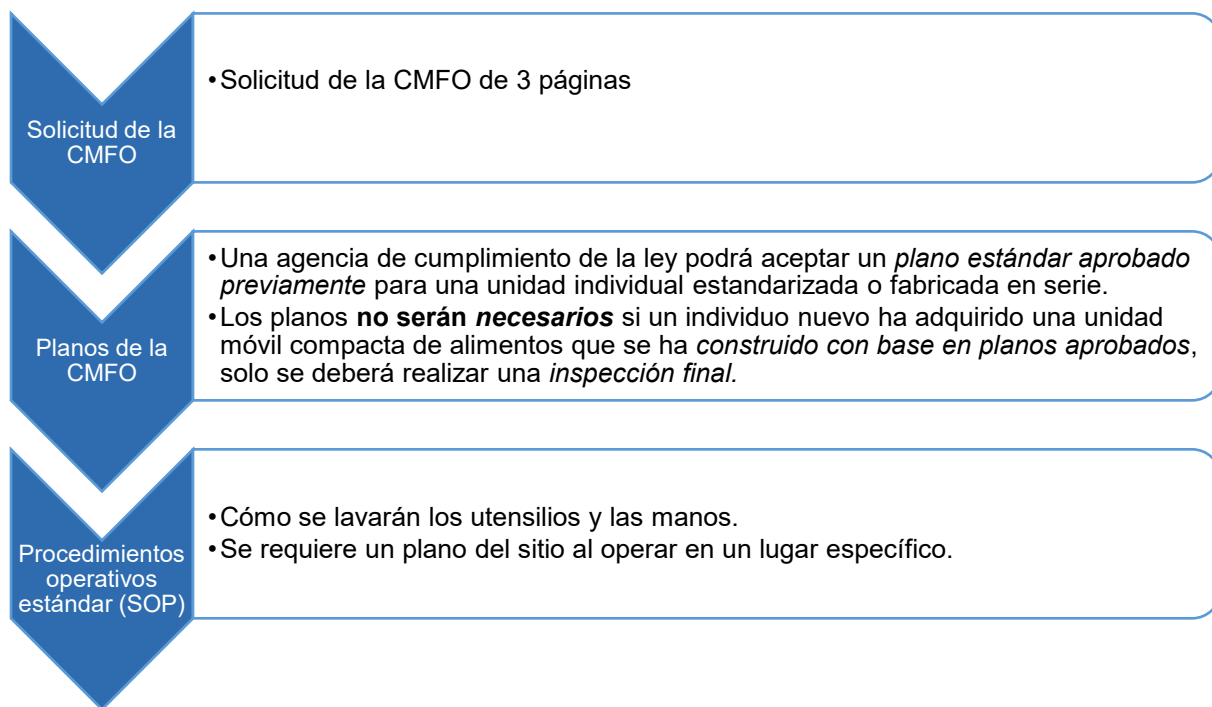 Solicitud de la
CMFO
•Solicitud de la CMFO de 3 páginas
Planos de la
CMFO
•Una agencia de cumplimiento de la ley podrá aceptar un plano estándar aprobado
previamente para una unidad individual estandarizada o fabricada en serie.
•Los planos no serán necesarios si un individuo nuevo ha adquirido una unidad
móvil compacta de alimentos que se ha construido con base en planos aprobados,
solo se deberá realizar una inspección final.
Procedimientos
operativos
estándar (SOP)
•Cómo se lavarán los utensilios y las manos.
•Se requiere un plano del sitio al operar en un lugar específico.